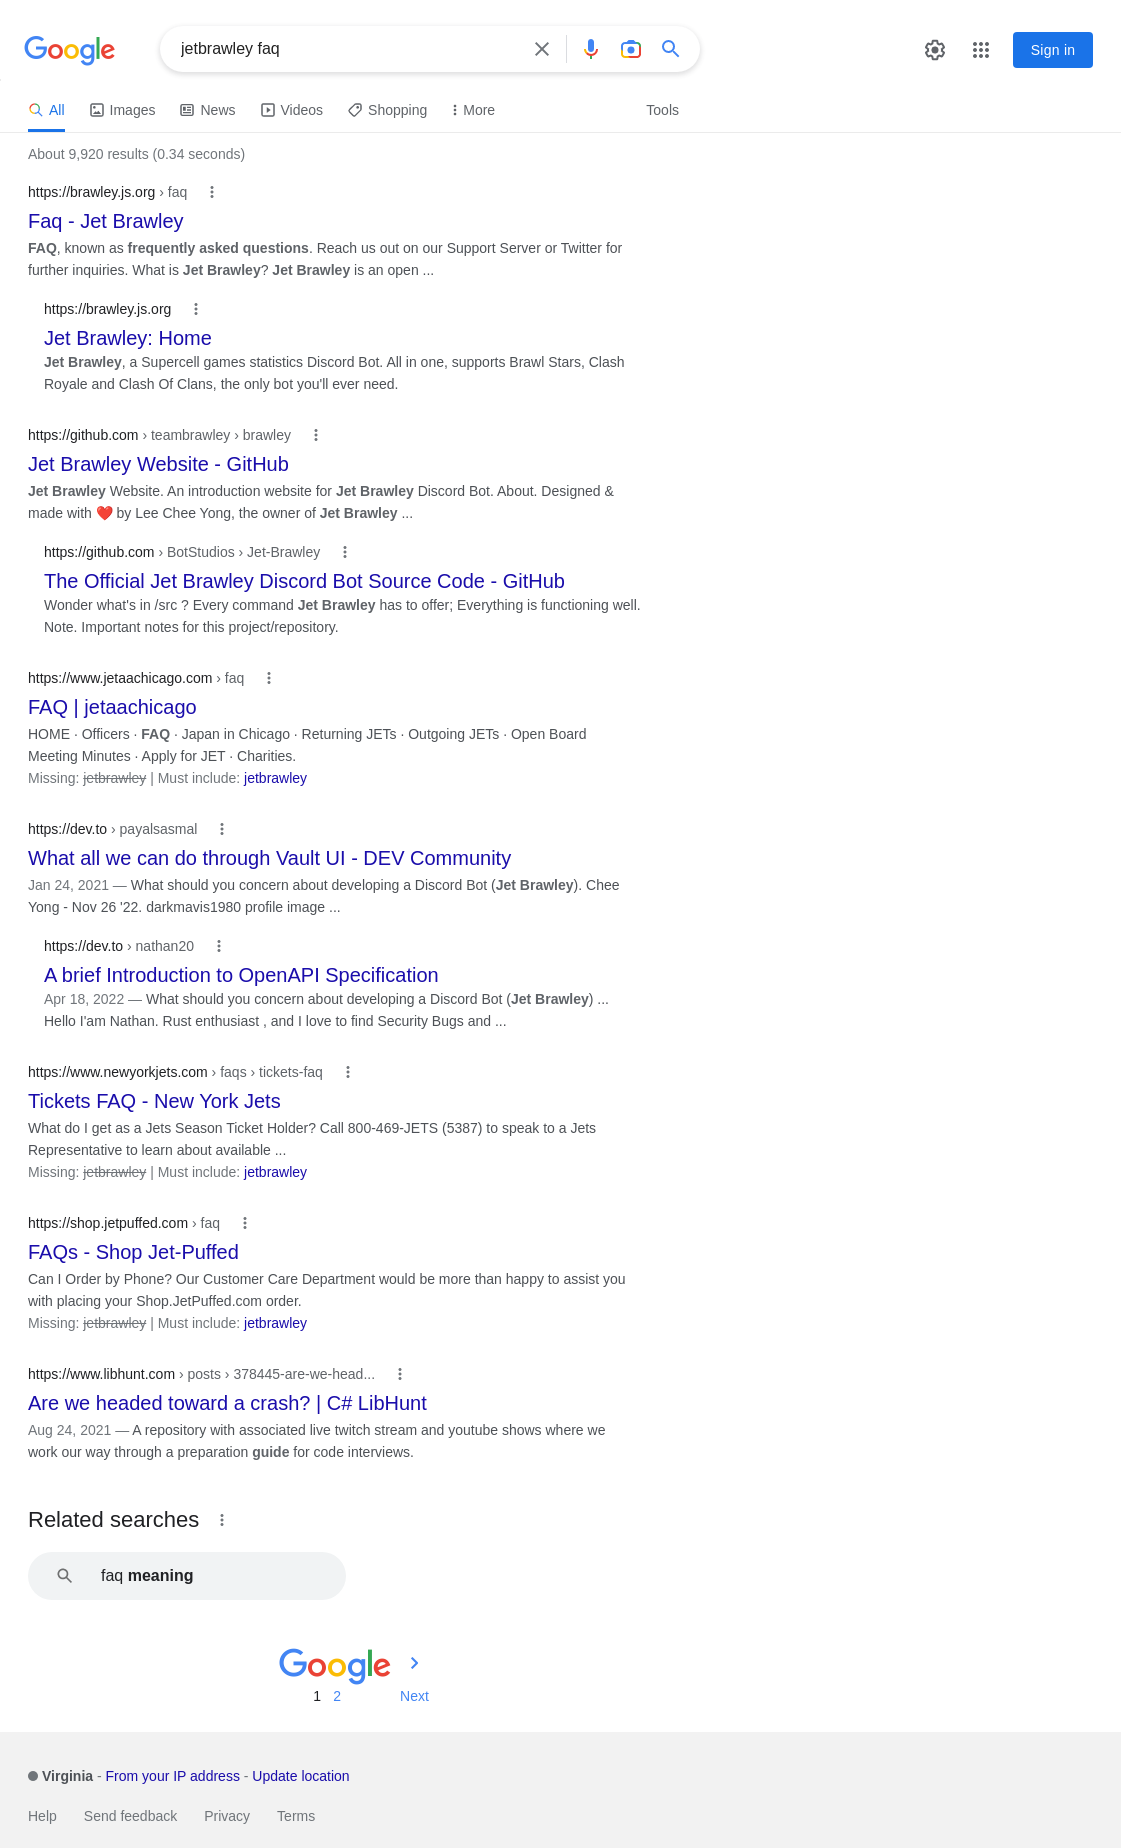 Google
jetbrawley faq
Sign in
All
Images
News
Videos
Shopping
More
Tools
About 9,920 results (0.34 seconds)
https://brawley.js.org › faq
Faq - Jet Brawley
FAQ, known as frequently asked questions. Reach us out on our Support Server or Twitter for
further inquiries. What is Jet Brawley? Jet Brawley is an open ...
https://brawley.js.org
Jet Brawley: Home
Jet Brawley, a Supercell games statistics Discord Bot. All in one, supports Brawl Stars, Clash
Royale and Clash Of Clans, the only bot you'll ever need.
https://github.com › teambrawley › brawley
Jet Brawley Website - GitHub
Jet Brawley Website. An introduction website for Jet Brawley Discord Bot. About. Designed &
made with ❤️ by Lee Chee Yong, the owner of Jet Brawley ...
https://github.com › BotStudios › Jet-Brawley
The Official Jet Brawley Discord Bot Source Code - GitHub
Wonder what's in /src ? Every command Jet Brawley has to offer; Everything is functioning well.
Note. Important notes for this project/repository.
https://www.jetaachicago.com › faq
FAQ | jetaachicago
HOME · Officers · FAQ · Japan in Chicago · Returning JETs · Outgoing JETs · Open Board
Meeting Minutes · Apply for JET · Charities.
Missing: jetbrawley | Must include: jetbrawley
https://dev.to › payalsasmal
What all we can do through Vault UI - DEV Community
Jan 24, 2021 — What should you concern about developing a Discord Bot (Jet Brawley). Chee
Yong - Nov 26 '22. darkmavis1980 profile image ...
https://dev.to › nathan20
A brief Introduction to OpenAPI Specification
Apr 18, 2022 — What should you concern about developing a Discord Bot (Jet Brawley) ...
Hello I'am Nathan. Rust enthusiast , and I love to find Security Bugs and ...
https://www.newyorkjets.com › faqs › tickets-faq
Tickets FAQ - New York Jets
What do I get as a Jets Season Ticket Holder? Call 800-469-JETS (5387) to speak to a Jets
Representative to learn about available ...
Missing: jetbrawley | Must include: jetbrawley
https://shop.jetpuffed.com › faq
FAQs - Shop Jet-Puffed
Can I Order by Phone? Our Customer Care Department would be more than happy to assist you
with placing your Shop.JetPuffed.com order.
Missing: jetbrawley | Must include: jetbrawley
https://www.libhunt.com › posts › 378445-are-we-head...
Are we headed toward a crash? | C# LibHunt
Aug 24, 2021 — A repository with associated live twitch stream and youtube shows where we
work our way through a preparation guide for code interviews.
Related searches
faq meaning
Google
1 2 Next
Virginia - From your IP address - Update location
Help Send feedback Privacy Terms